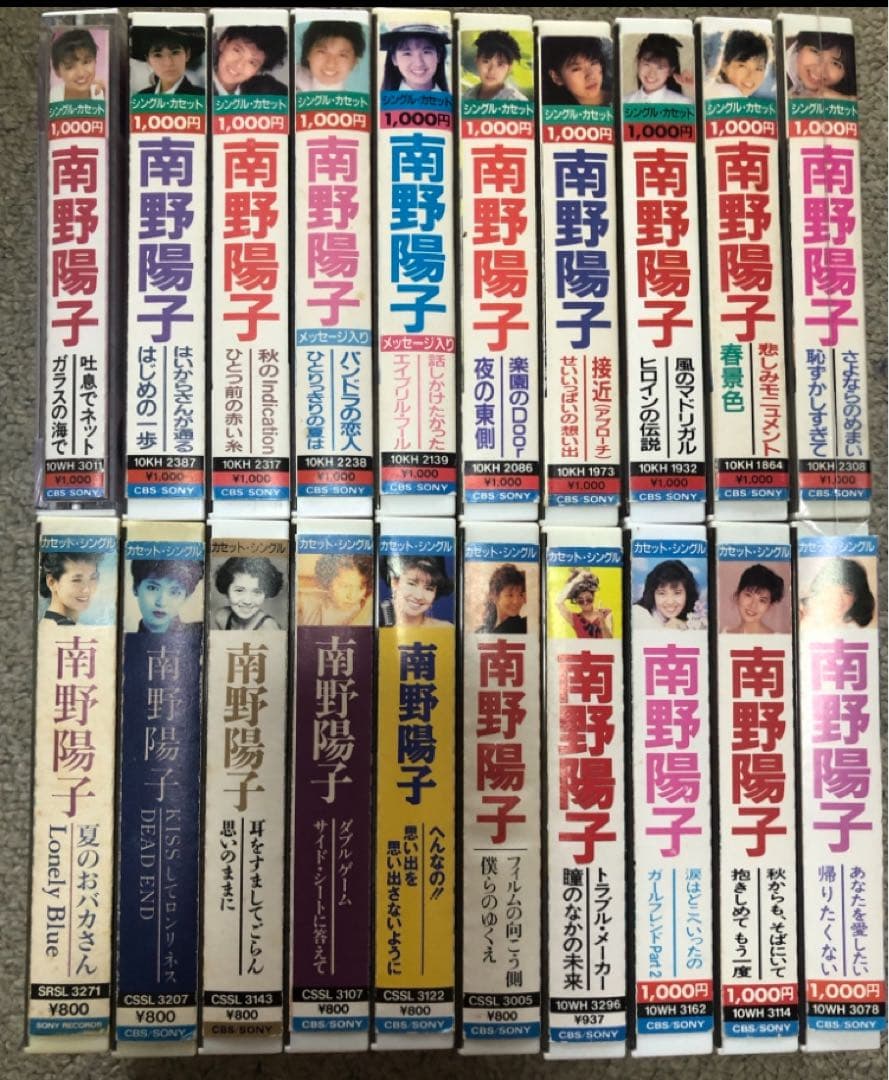 シングル・カセット
1,000円
南野陽子
吐息でネット
ガラスの海で
10WH 3011
¥1,000
CBS/SONY
シングル・カセット
1,000円
南野陽子
はいからさんが通る
はじめの一歩
10KH 2387
¥1,000
CBS/SONY
シングル・カセット
1,000円
南野陽子
秋のIndication
ひとつ前の赤い糸
10KH 2317
¥1,000
CBS/SONY
シングル・カセット
1,000円
南野陽子
メッセージ入り
パンドラの恋人
ひとりっきりの夏は
10KH 2238
¥1,000
CBS/SONY
シングル・カセット
1,000円
南野陽子
メッセージ入り
話しかけたかった
エイプリル・フール
10KH 2139
¥1,000
CBS/SONY
シングル・カセット
1,000円
南野陽子
楽園のDoor
夜の東側
10KH 2086
¥1,000
CBS/SONY
シングル・カセット
1,000円
南野陽子
接近(アプローチ)
せいいっぱいの想い出
10KH 1973
¥1,000
CBS/SONY
シングル・カセット
1,000円
南野陽子
風のマドリガル
ヒロインの伝説
10KH 1932
¥1,000
CBS/SONY
シングル・カセット
1,000円
南野陽子
悲しみモニュメント
春景色
10KH 1864
¥1,000
CBS/SONY
シングル・カセット
1,000円
南野陽子
さよならのめまい
恥ずかしすぎて
10KH 2308
¥1,000
CBS/SONY
カセット・シングル
南野陽子
夏のおバカさん
Lonely Blue
SRSL 3271
¥800
SONY RECORDS
カセット・シングル
南野陽子
KISSしてロンリネス
DEAD END
CSSL 3207
¥800
CBS/SONY
カセット・シングル
南野陽子
耳をすましてごらん
思いのままに
CSSL 3143
¥800
CBS/SONY
カセット・シングル
南野陽子
ダブルゲーム
サイド・シートに答えて
CSSL 3107
¥800
CBS/SONY
カセット・シングル
南野陽子
へんなの!!
思い出を
思い出さないように
CSSL 3122
¥800
CBS/SONY
カセット・シングル
南野陽子
フィルムの向こう側
僕らのゆくえ
CSSL 3005
¥800
CBS/SONY
カセット・シングル
南野陽子
トラブル・メーカー
瞳のなかの未来
10WH 3296
¥937
CBS/SONY
カセット・シングル
南野陽子
涙はどこへいったの
ガールフレンドPart 2
1,000円
10WH 3162
CBS/SONY
カセット・シングル
南野陽子
秋からも、そばにいて
抱きしめて もう一度
1,000円
10WH 3114
CBS/SONY
カセット・シングル
南野陽子
あなたを愛したい
帰りたくない
1,000円
10WH 3078
CBS/SONY